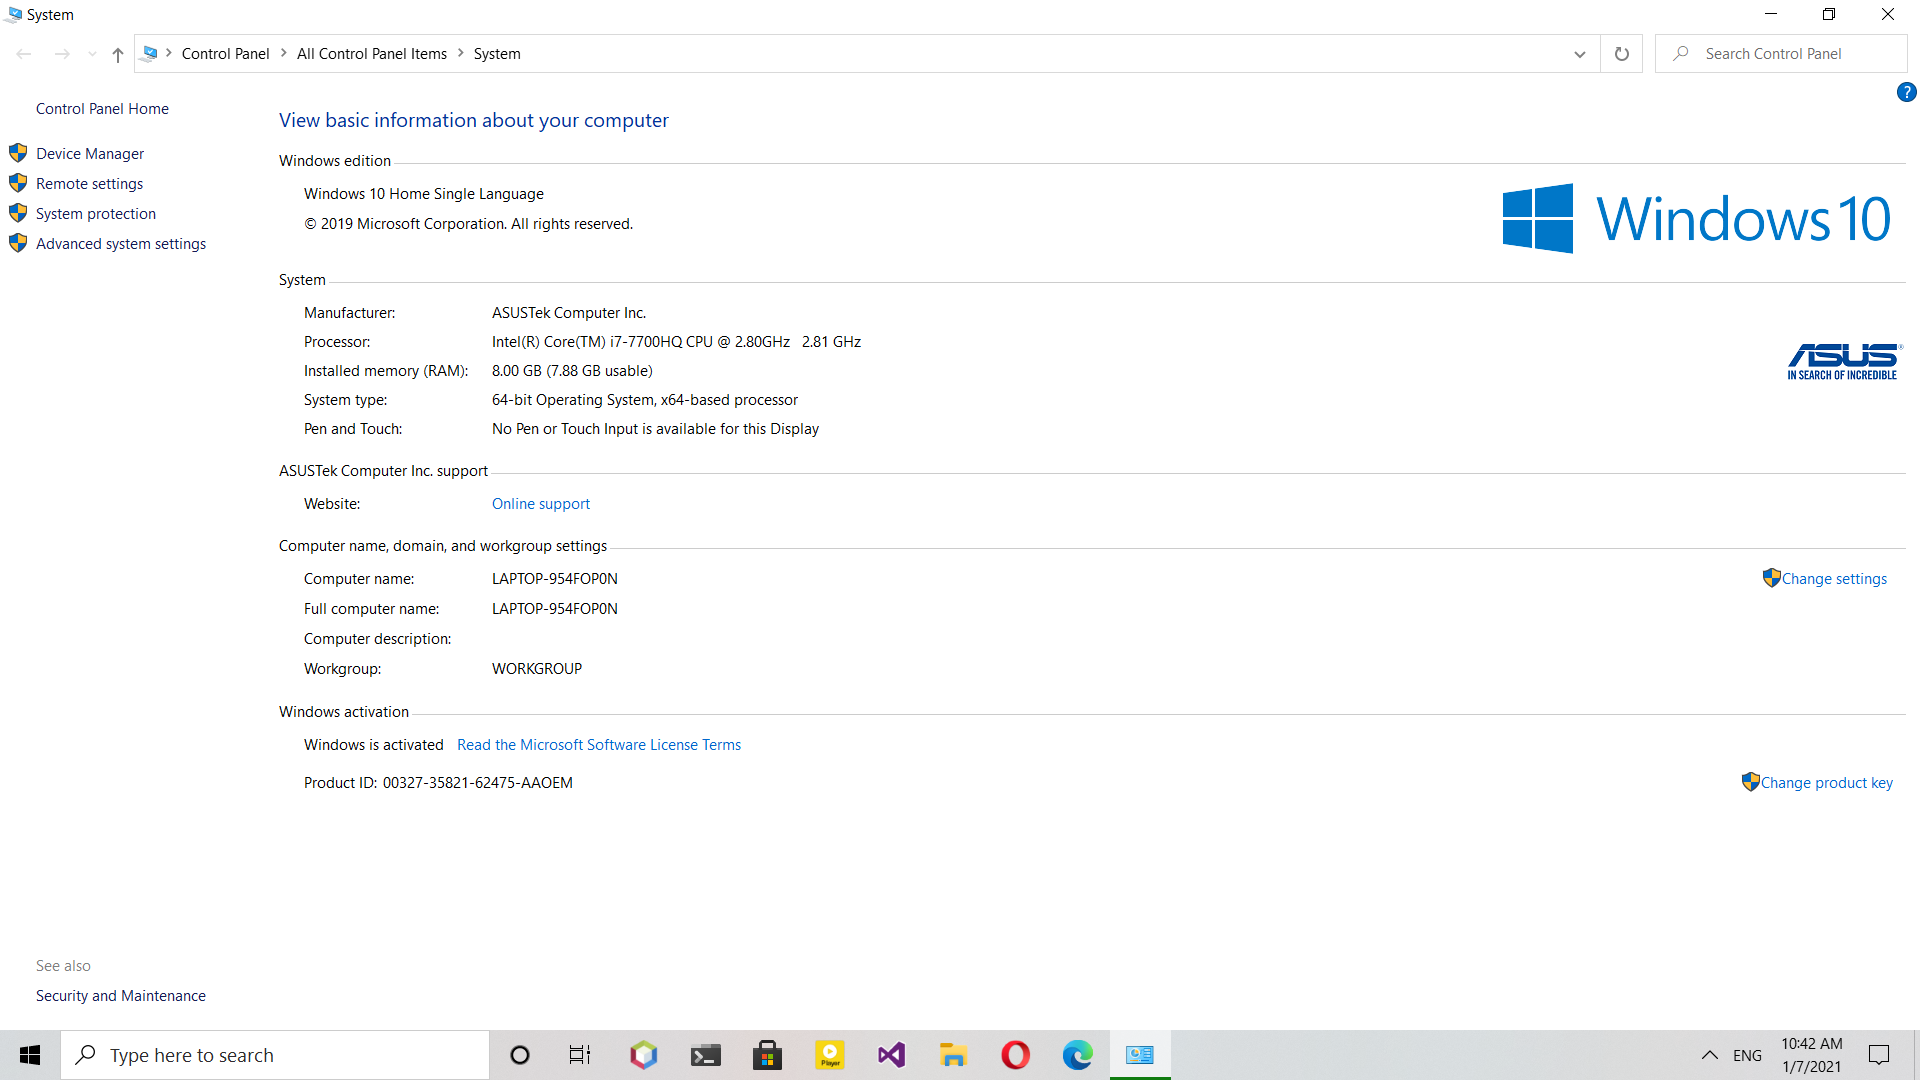 System
Control Panel
All Control Panel Items
System
Search Control Panel
?
Control Panel Home
Device Manager
Remote settings
System protection
Advanced system settings
View basic information about your computer
Windows edition
Windows 10 Home Single Language
© 2019 Microsoft Corporation. All rights reserved.
Windows 10
System
Manufacturer: ASUSTek Computer Inc.
Processor: Intel(R) Core(TM) i7-7700HQ CPU @ 2.80GHz 2.81 GHz
Installed memory (RAM): 8.00 GB (7.88 GB usable)
System type: 64-bit Operating System, x64-based processor
Pen and Touch: No Pen or Touch Input is available for this Display
ASUS®
IN SEARCH OF INCREDIBLE
ASUSTek Computer Inc. support
Website: Online support
Computer name, domain, and workgroup settings
Computer name: LAPTOP-954FOP0N
Change settings
Full computer name: LAPTOP-954FOP0N
Computer description:
Workgroup: WORKGROUP
Windows activation
Windows is activated Read the Microsoft Software License Terms
Product ID: 00327-35821-62475-AAOEM
Change product key
See also
Security and Maintenance
Type here to search
Player
ENG
10:42 AM
1/7/2021